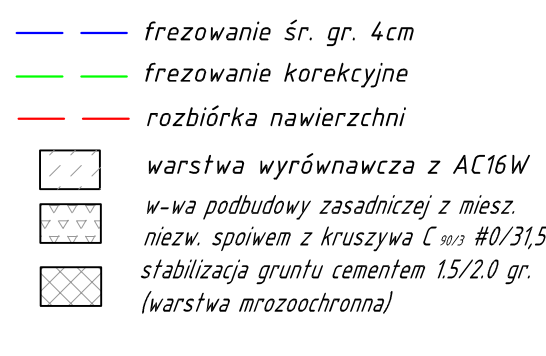 frezowanie śr. gr. 4cm
frezowanie korekcyjne
rozbiórka nawierzchni
warstwa wyrównawcza z AC16W
w-wa podbudowy zasadniczej z miesz.
niezw. spoiwem z kruszywa C 90/3 #0/31,5
stabilizacja gruntu cementem 1.5/2.0 gr.
(warstwa mrozoochronna)